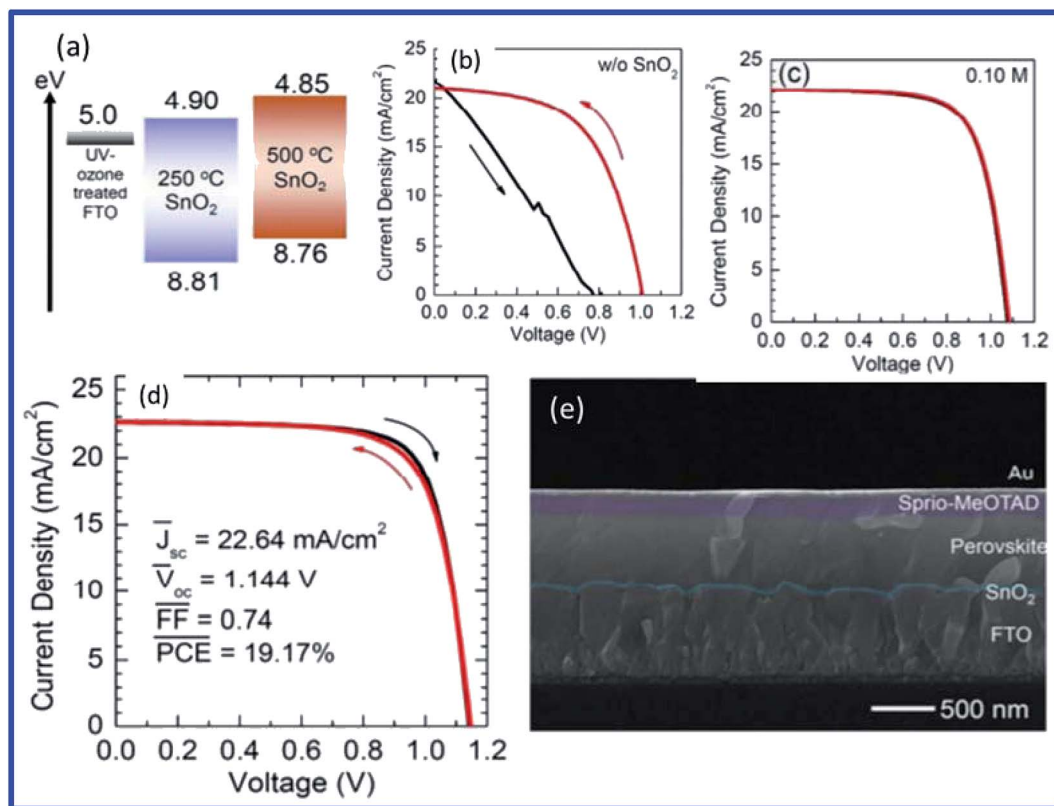 (a)
eV
5.0
UV-
ozone
treated
FTO
4.90
250 °C
SnO₂
8.81
4.85
500 °C
SnO₂
8.76
(b)
w/o SnO₂
Current Density (mA/cm²)
25
20
15
10
5
0
0.0 0.2 0.4 0.6 0.8 1.0 1.2
Voltage (V)
(c)
0.10 M
Current Density (mA/cm²)
25
20
15
10
5
0
0.0 0.2 0.4 0.6 0.8 1.0 1.2
Voltage (V)
(d)
Current Density (mA/cm²)
25
20
15
10
5
0
J̅sc = 22.64 mA/cm²
V̅oc = 1.144 V
F̅F̅ = 0.74
P̅C̅E̅ = 19.17%
0.0 0.2 0.4 0.6 0.8 1.0 1.2
Voltage (V)
(e)
Au
Sprio-MeOTAD
Perovskite
SnO₂
FTO
500 nm